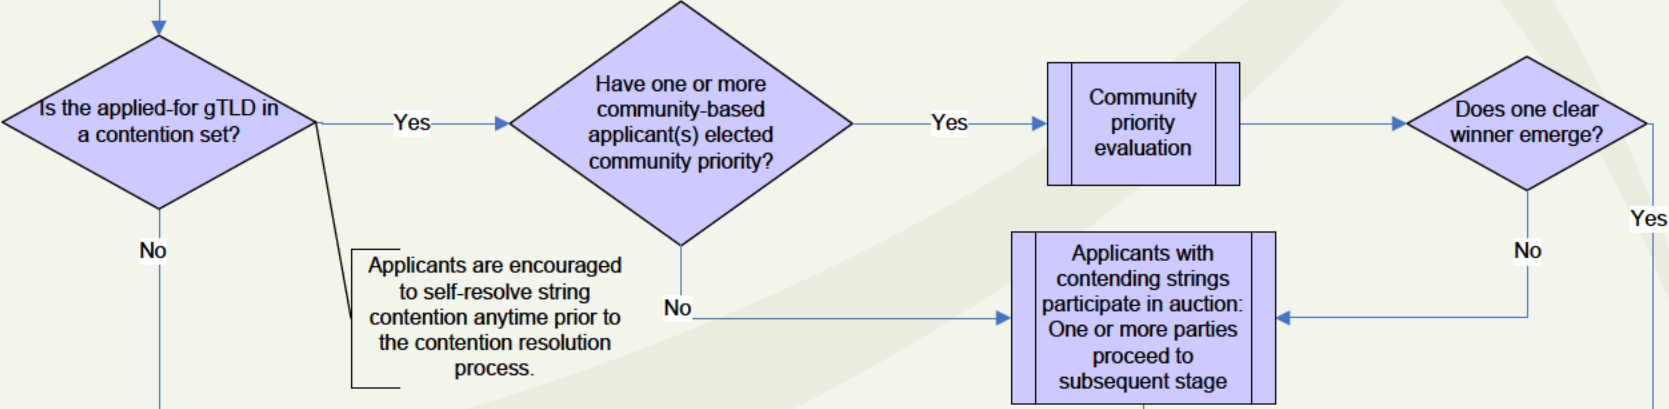 Is the applied-for gTLD in
a contention set?
Yes
Have one or more
community-based
applicant(s) elected
community priority?
Yes
Community
priority
evaluation
Does one clear
winner emerge?
Yes
No
No
Applicants are encouraged
to self-resolve string
contention anytime prior to
the contention resolution
process.
No
Applicants with
contending strings
participate in auction:
One or more parties
proceed to
subsequent stage